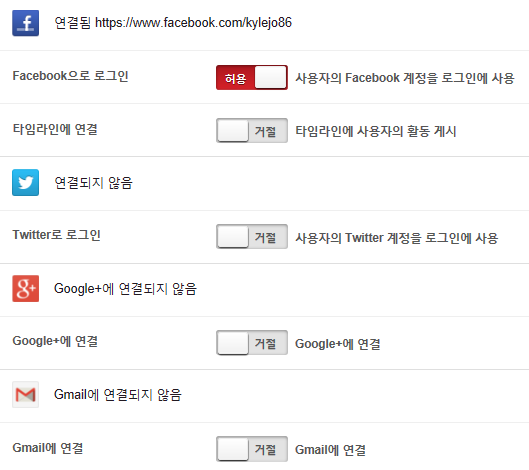 연결됨 https://www.facebook.com/kylejo86
Facebook으로 로그인 허용 사용자의 Facebook 계정을 로그인에 사용
타임라인에 연결 거절 타임라인에 사용자의 활동 게시
연결되지 않음
Twitter로 로그인 거절 사용자의 Twitter 계정을 로그인에 사용
Google+에 연결되지 않음
Google+에 연결 거절 Google+에 연결
Gmail에 연결되지 않음
Gmail에 연결 거절 Gmail에 연결